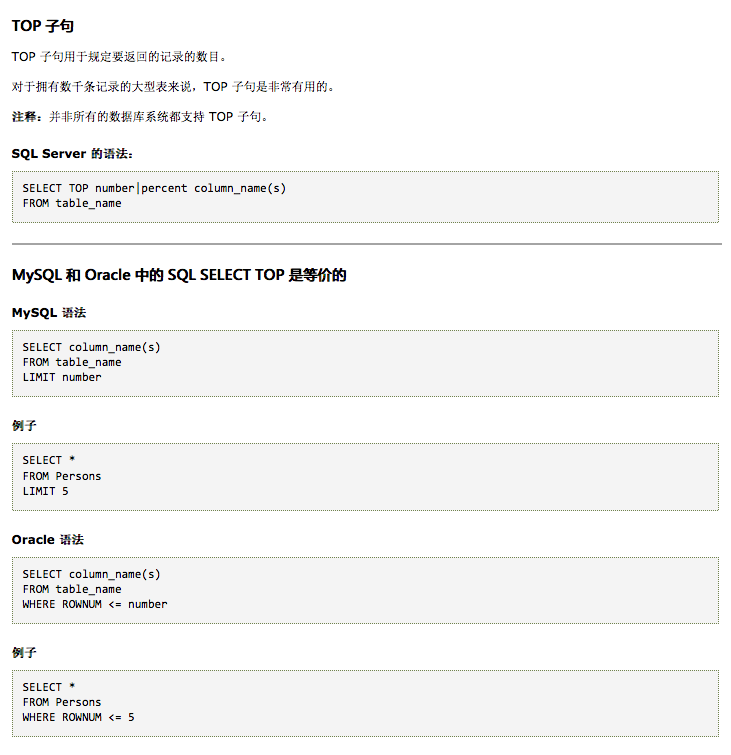 TOP 子句
TOP 子句用于规定要返回的记录的数目。
对于拥有数千条记录的大型表来说，TOP 子句是非常有用的。
注释：并非所有的数据库系统都支持 TOP 子句。
SQL Server 的语法：
SELECT TOP number|percent column_name(s)
FROM table_name
MySQL 和 Oracle 中的 SQL SELECT TOP 是等价的
MySQL 语法
SELECT column_name(s)
FROM table_name
LIMIT number
例子
SELECT *
FROM Persons
LIMIT 5
Oracle 语法
SELECT column_name(s)
FROM table_name
WHERE ROWNUM <= number
例子
SELECT *
FROM Persons
WHERE ROWNUM <= 5